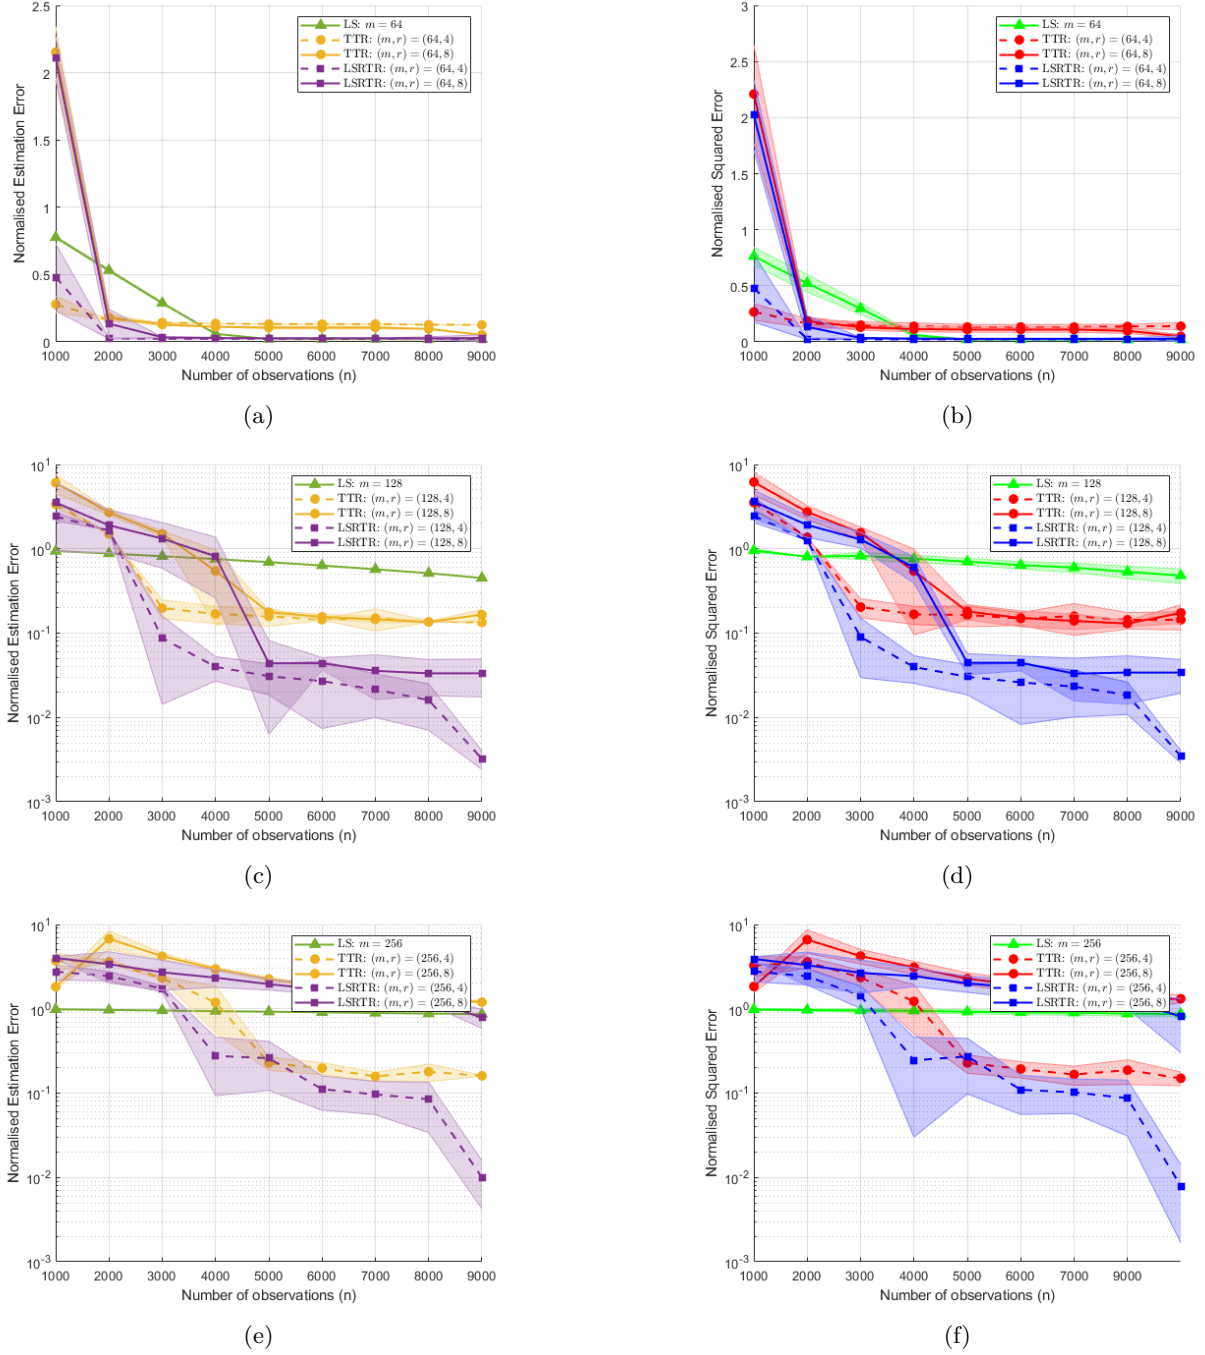 2.5
2
1.5
1
0.5
0
Normalised Estimation Error
LS: m = 64
TTR: (m, r) = (64, 4)
TTR: (m, r) = (64, 8)
LSRTR: (m, r) = (64, 4)
LSRTR: (m, r) = (64, 8)
1000 2000 3000 4000 5000 6000 7000 8000 9000
Number of observations (n)
(a)
3
2.5
2
1.5
1
0.5
0
Normalised Squared Error
LS: m = 64
TTR: (m, r) = (64, 4)
TTR: (m, r) = (64, 8)
LSRTR: (m, r) = (64, 4)
LSRTR: (m, r) = (64, 8)
1000 2000 3000 4000 5000 6000 7000 8000 9000
Number of observations (n)
(b)
10^1
10^0
10^-1
10^-2
10^-3
Normalised Estimation Error
LS: m = 128
TTR: (m, r) = (128, 4)
TTR: (m, r) = (128, 8)
LSRTR: (m, r) = (128, 4)
LSRTR: (m, r) = (128, 8)
1000 2000 3000 4000 5000 6000 7000 8000 9000
Number of observations (n)
(c)
10^1
10^0
10^-1
10^-2
10^-3
Normalised Squared Error
LS: m = 128
TTR: (m, r) = (128, 4)
TTR: (m, r) = (128, 8)
LSRTR: (m, r) = (128, 4)
LSRTR: (m, r) = (128, 8)
1000 2000 3000 4000 5000 6000 7000 8000 9000
Number of observations (n)
(d)
10^1
10^0
10^-1
10^-2
10^-3
Normalised Estimation Error
LS: m = 256
TTR: (m, r) = (256, 4)
TTR: (m, r) = (256, 8)
LSRTR: (m, r) = (256, 4)
LSRTR: (m, r) = (256, 8)
1000 2000 3000 4000 5000 6000 7000 8000 9000
Number of observations (n)
(e)
10^1
10^0
10^-1
10^-2
10^-3
Normalised Squared Error
LS: m = 256
TTR: (m, r) = (256, 4)
TTR: (m, r) = (256, 8)
LSRTR: (m, r) = (256, 4)
LSRTR: (m, r) = (256, 8)
1000 2000 3000 4000 5000 6000 7000 8000 9000
Number of observations (n)
(f)